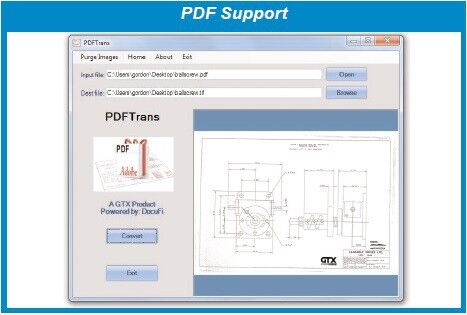 PDF Support
PDFTrans
Purge Images Home About Exit
Input file: C:\Users\gordon\Desktop\ballscrew.pdf Open
Dest file: C:\Users\gordon\Desktop\ballscrew.tif Browse
PDFTrans
PDF
Adobe
A GTX Product
Powered by: DocuFi
Convert
Exit
GTX